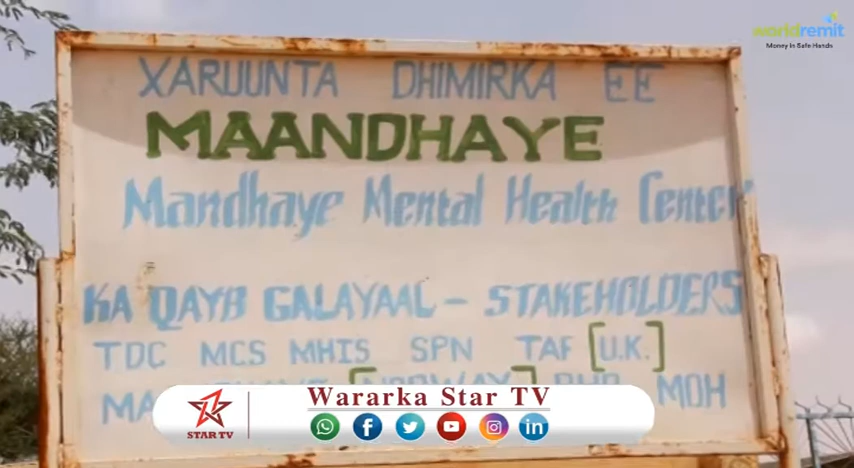 worldremit
Money in Safe Hands
XARUUNTA DHIMIRKA EE
MAANDHAYE
Mandhaye Mental Health Center
KA QAYB GALAYAAL - STAKEHOLDERS
TDC MCS MHIS SPN TAF [U.K.]
[NORWAY] MOH
Wararka Star TV
STAR TV